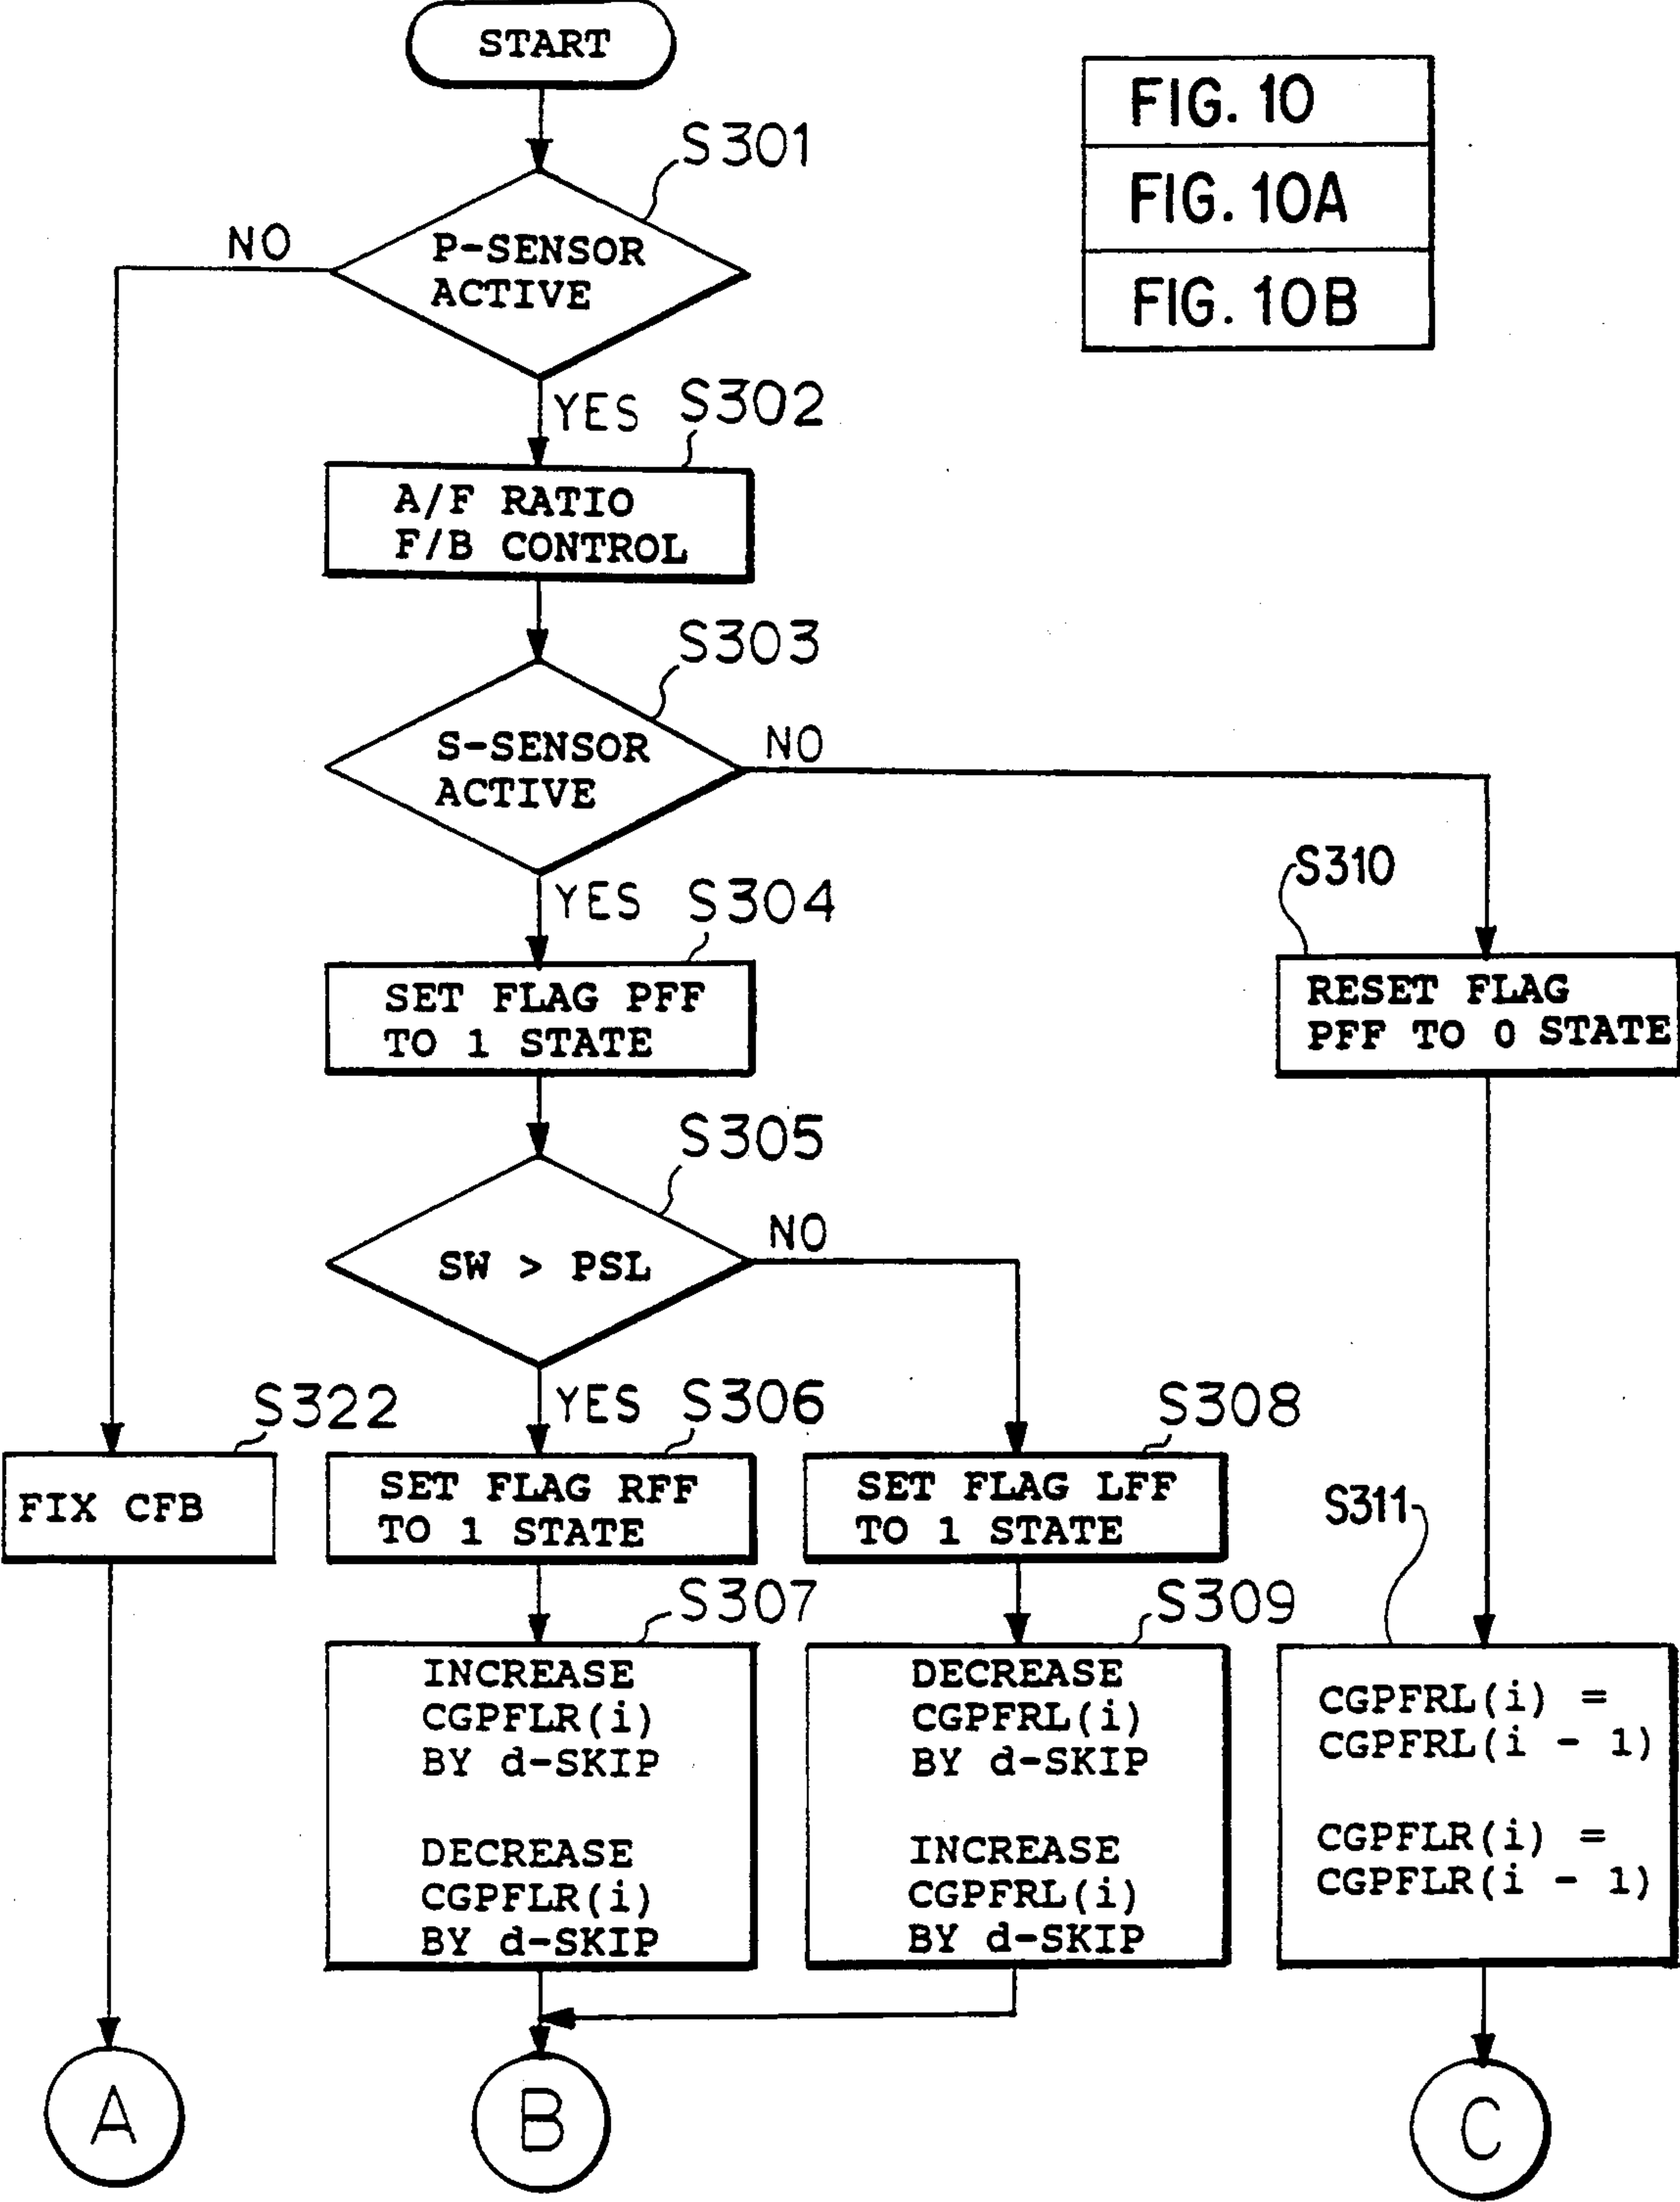 START
FIG. 10
FIG. 10A
FIG. 10B
S301
NO
P-SENSOR
ACTIVE
YES
S302
A/F RATIO
F/B CONTROL
S303
S-SENSOR
ACTIVE
NO
YES
S304
SET FLAG PFF
TO 1 STATE
S310
RESET FLAG
PFF TO 0 STATE
S305
SW > PSL
NO
YES
S322
FIX CFB
S306
SET FLAG RFF
TO 1 STATE
S308
SET FLAG LFF
TO 1 STATE
S307
INCREASE
CGPFLR(i)
BY d-SKIP
DECREASE
CGPFLR(i)
BY d-SKIP
S309
DECREASE
CGPFRL(i)
BY d-SKIP
INCREASE
CGPFRL(i)
BY d-SKIP
S311
CGPFRL(i) =
CGPFRL(i - 1)
CGPFLR(i) =
CGPFLR(i - 1)
A
B
C